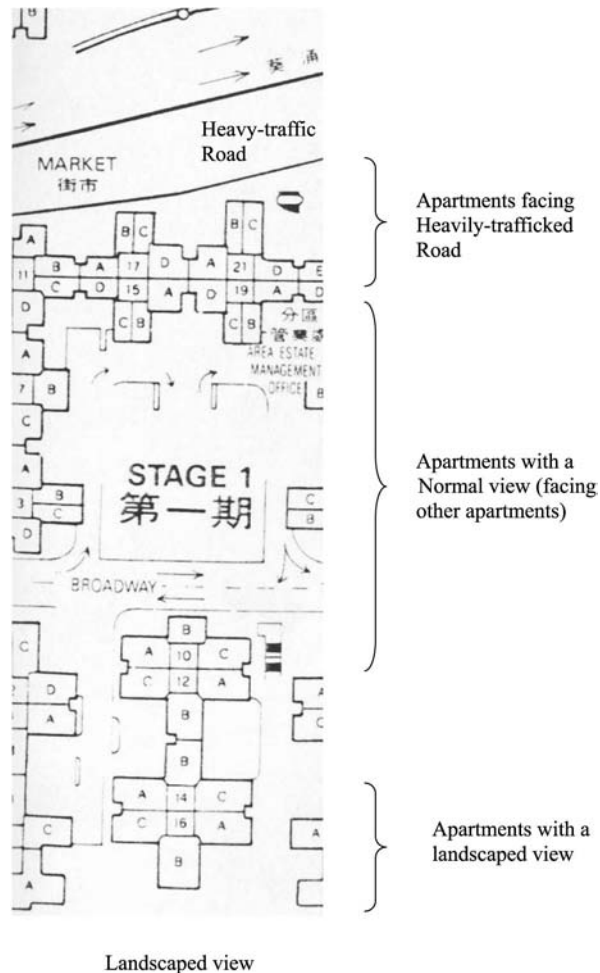 葵 涌
Heavy-traffic
Road
MARKET
街市
Apartments facing
Heavily-trafficked
Road
B C B C
A
B A 17 D A 21 D E
11
C D 15 A D 19 A D
D C B C B
分區
管業處
AREA ESTATE
MANAGEMENT
OFFICE
A
7 B B
C
A
STAGE 1
第一期
Apartments with a
Normal view (facing
other apartments)
B C
3
C B
D
BROADWAY
B
C A 10 C
D C 12 A A
A B C
B
A 14 C
C C 16 A A
B
A
Apartments with a
landscaped view
Landscaped view